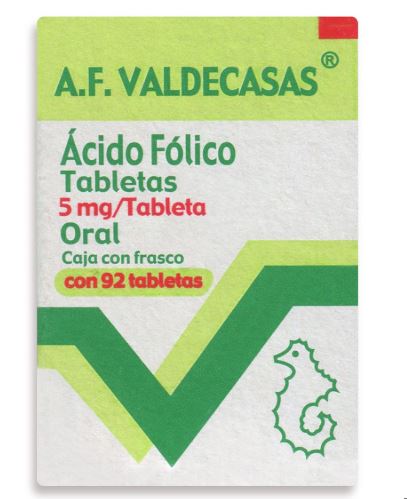 A.F. VALDECASAS®
Ácido Fólico
Tabletas
5 mg/Tableta
Oral
Caja con frasco
con 92 tabletas